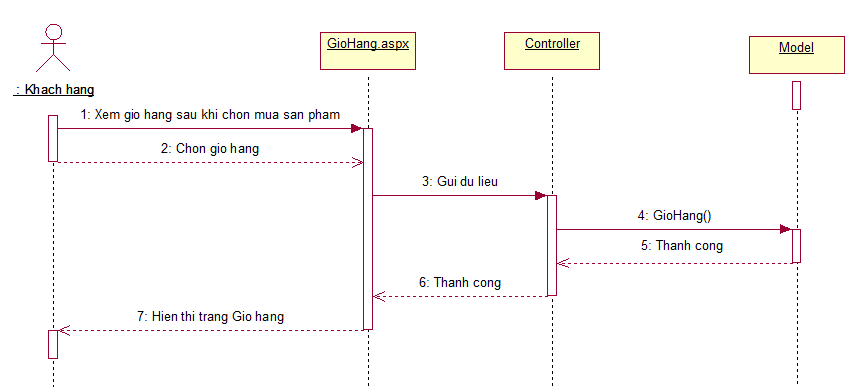 GioHang.aspx
Controller
Model
: Khach hang
1: Xem gio hang sau khi chon mua san pham
2: Chon gio hang
3: Gui du lieu
4: GioHang()
5: Thanh cong
6: Thanh cong
7: Hien thi trang Gio hang